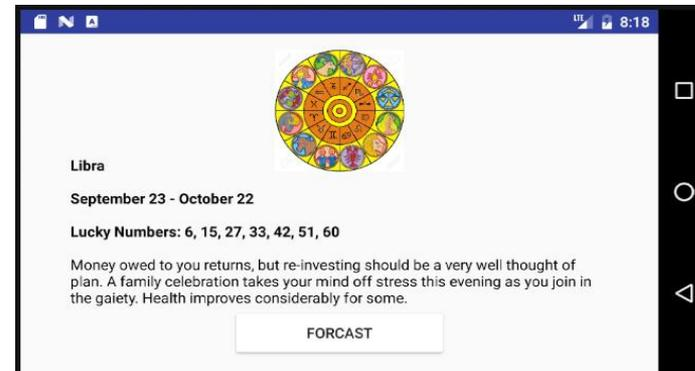 LTE 8:18
Libra
September 23 - October 22
Lucky Numbers: 6, 15, 27, 33, 42, 51, 60
Money owed to you returns, but re-investing should be a very well thought of
plan. A family celebration takes your mind off stress this evening as you join in
the gaiety. Health improves considerably for some.
FORCAST